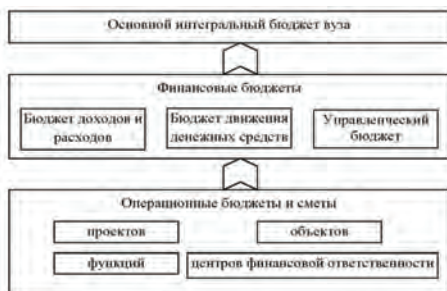 Основной интегральный бюджет вуза
Финансовые бюджеты
Бюджет доходов и
расходов
Бюджет движения
денежных средств
Управленческий
бюджет
Операционные бюджеты и сметы
проектов
объектов
функций
центров финансовой ответственности